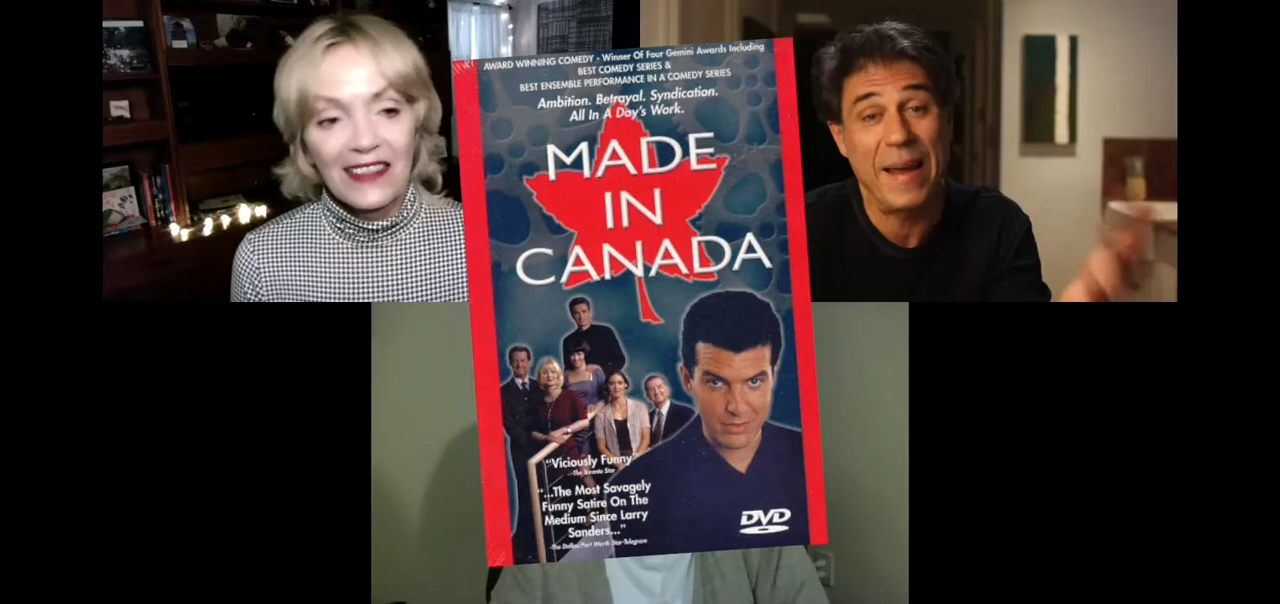 AWARD WINNING COMEDY - Winner Of Four Gemini Awards Including
BEST COMEDY SERIES &
BEST ENSEMBLE PERFORMANCE IN A COMEDY SERIES
Ambition. Betrayal. Syndication.
All In A Day's Work.
MADE
IN
CANADA
"Viciously Funny"
-The Toronto Star
"...The Most Savagely
Funny Satire On The
Medium Since Larry
Sanders..."
-The Dallas/Fort Worth Star-Telegram
DVD